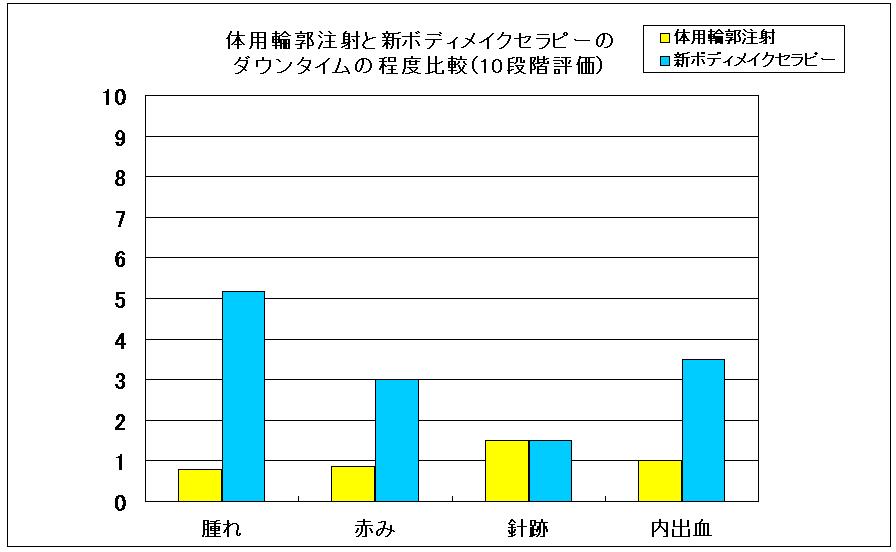 体用輪郭注射と新ボディメイクセラピーの
ダウンタイムの程度比較(10段階評価)
体用輪郭注射
新ボディメイクセラピー
10
9
8
7
6
5
4
3
2
1
0
腫れ
赤み
針跡
内出血